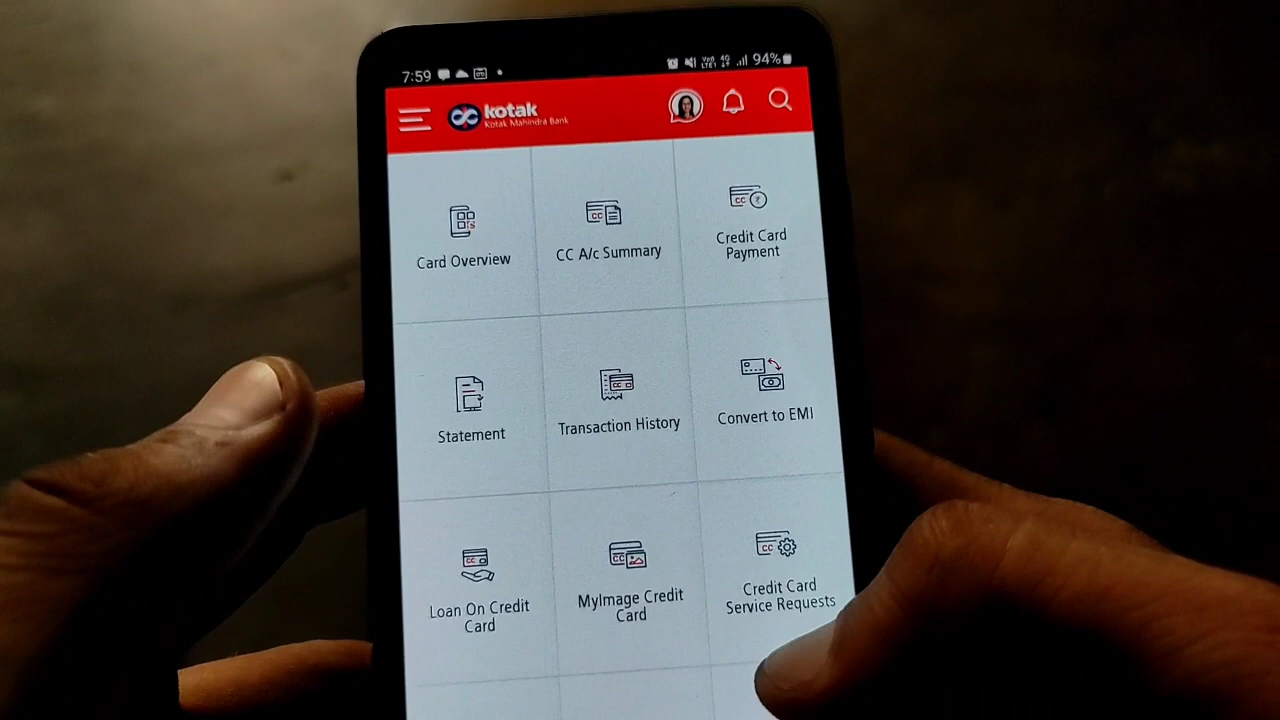 7:59
94%
kotak
Kotak Mahindra Bank
Card Overview
CC A/c Summary
Credit Card
Payment
Statement
Transaction History
Convert to EMI
Loan On Credit
Card
MyImage Credit
Card
Credit Card
Service Requests